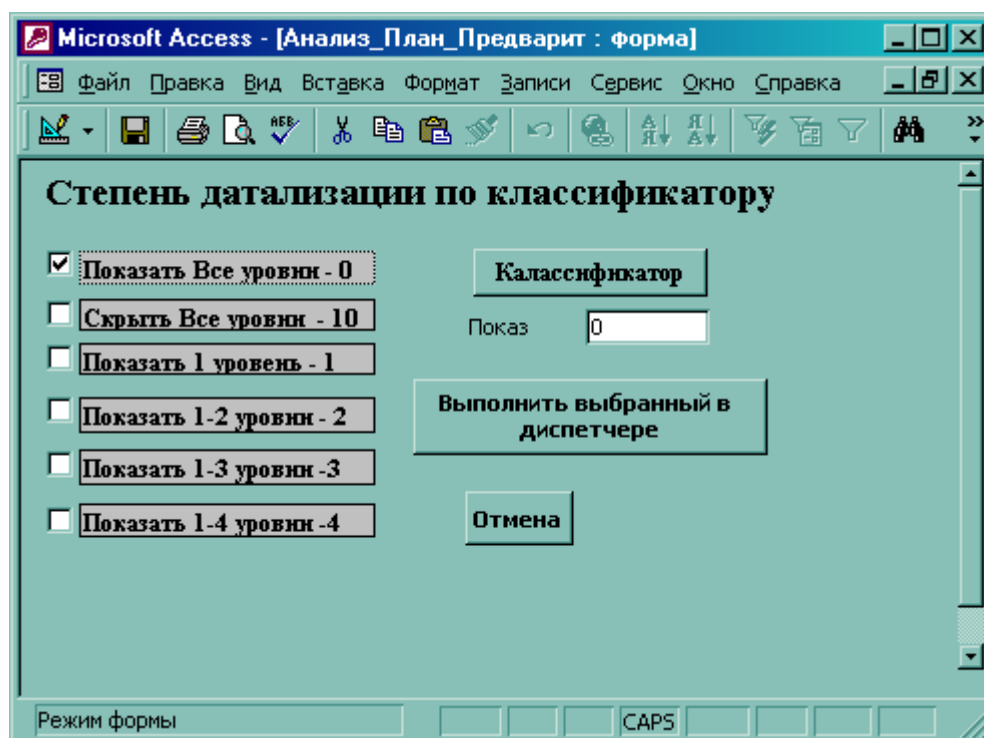 Microsoft Access - [Анализ_План_Предварит : форма]
Файл Правка Вид Вставка Формат Записи Сервис Окно Справка
Степень датализации по классификатору
Показать Все уровни - 0
Скрыть Все уровни - 10
Показать 1 уровень - 1
Показать 1-2 уровни - 2
Показать 1-3 уровни -3
Показать 1-4 уровни -4
Калассификатор
Показ 0
Выполнить выбранный в
диспетчере
Отмена
Режим формы CAPS